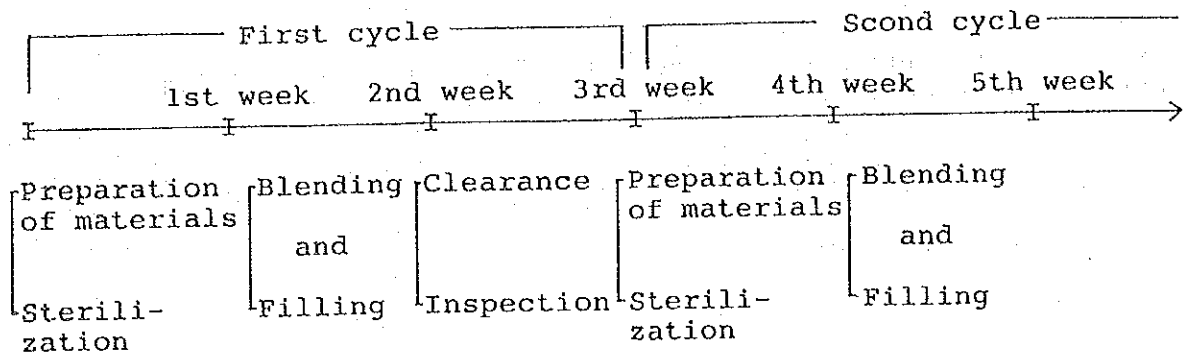 First cycle
Scond cycle
1st week 2nd week 3rd week 4th week 5th week
Preparation of materials
Sterili-
zation
Blending
and
Filling
Clearance
Inspection
Preparation
of materials
Sterili-
zation
Blending
and
Filling